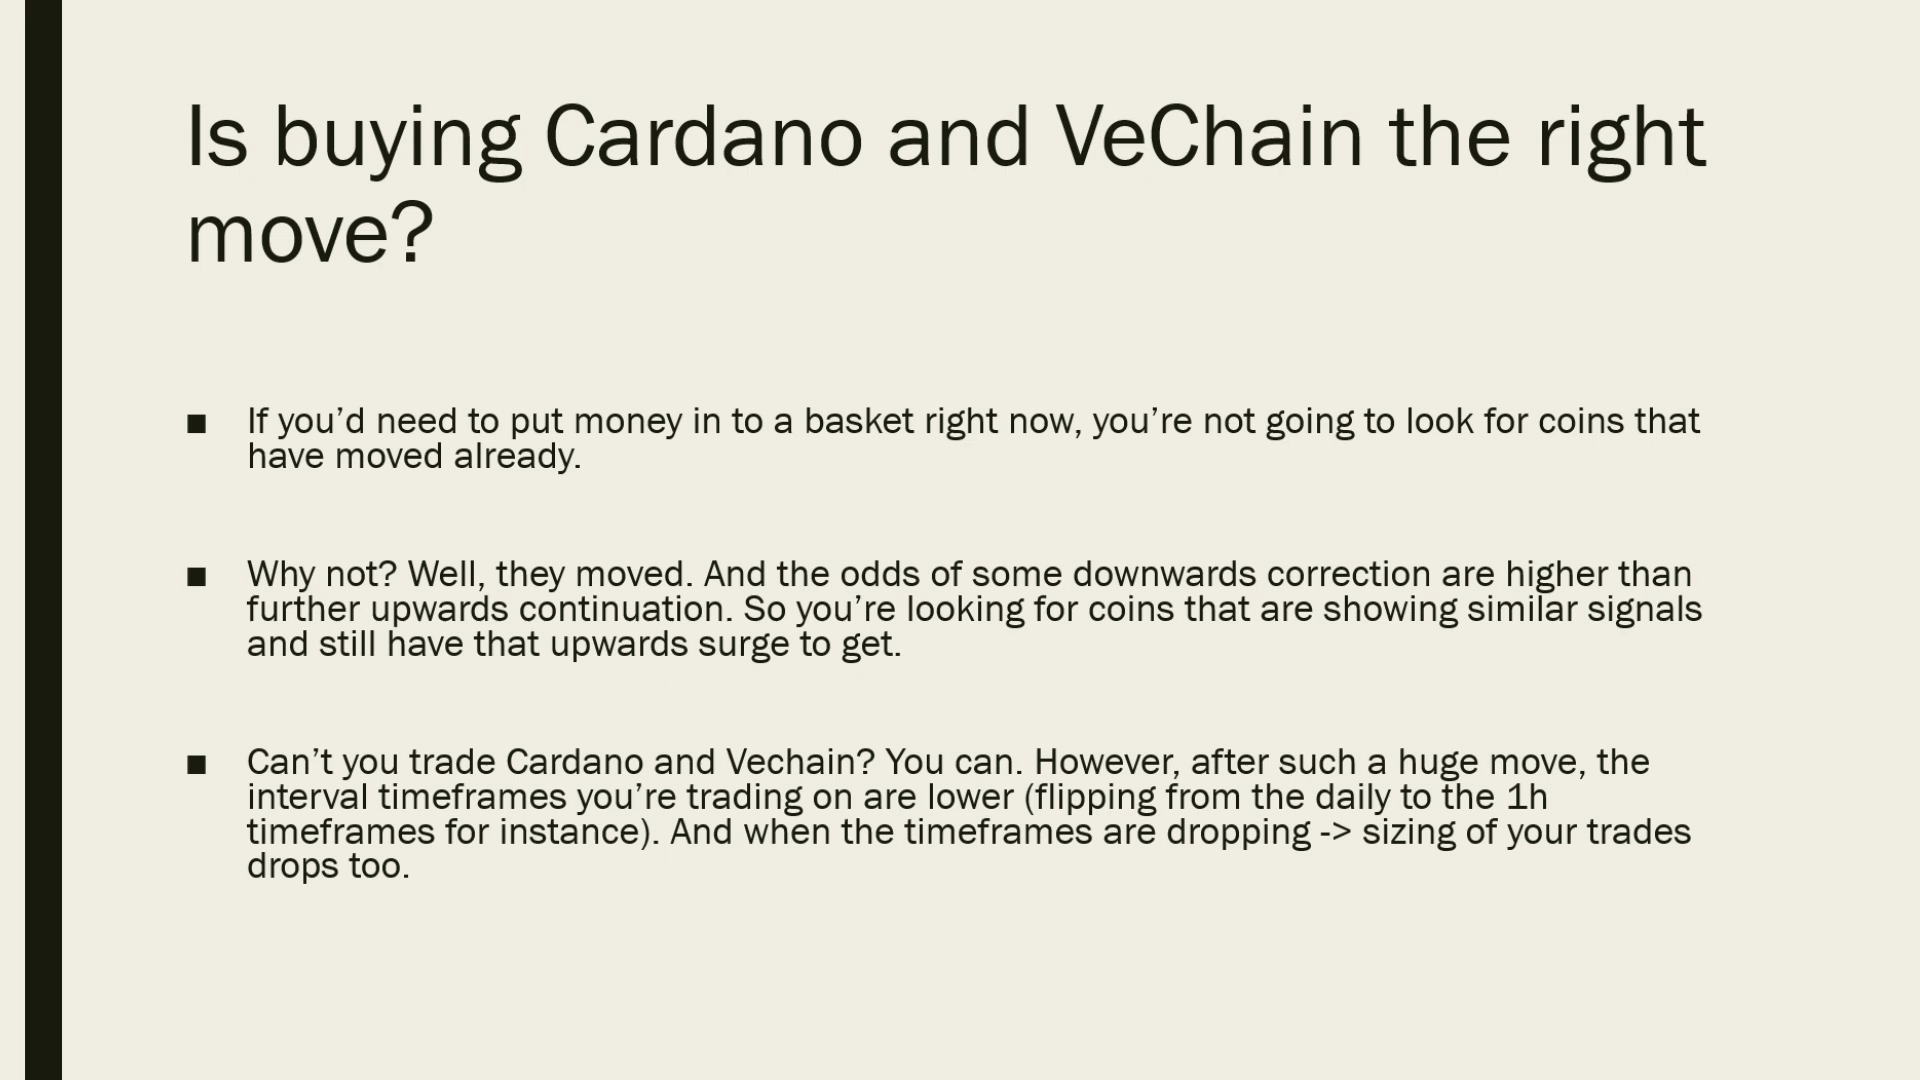 Is buying Cardano and VeChain the right
move?
■ If you’d need to put money in to a basket right now, you’re not going to look for coins that
have moved already.
■ Why not? Well, they moved. And the odds of some downwards correction are higher than
further upwards continuation. So you’re looking for coins that are showing similar signals
and still have that upwards surge to get.
■ Can’t you trade Cardano and Vechain? You can. However, after such a huge move, the
interval timeframes you’re trading on are lower (flipping from the daily to the 1h
timeframes for instance). And when the timeframes are dropping -> sizing of your trades
drops too.